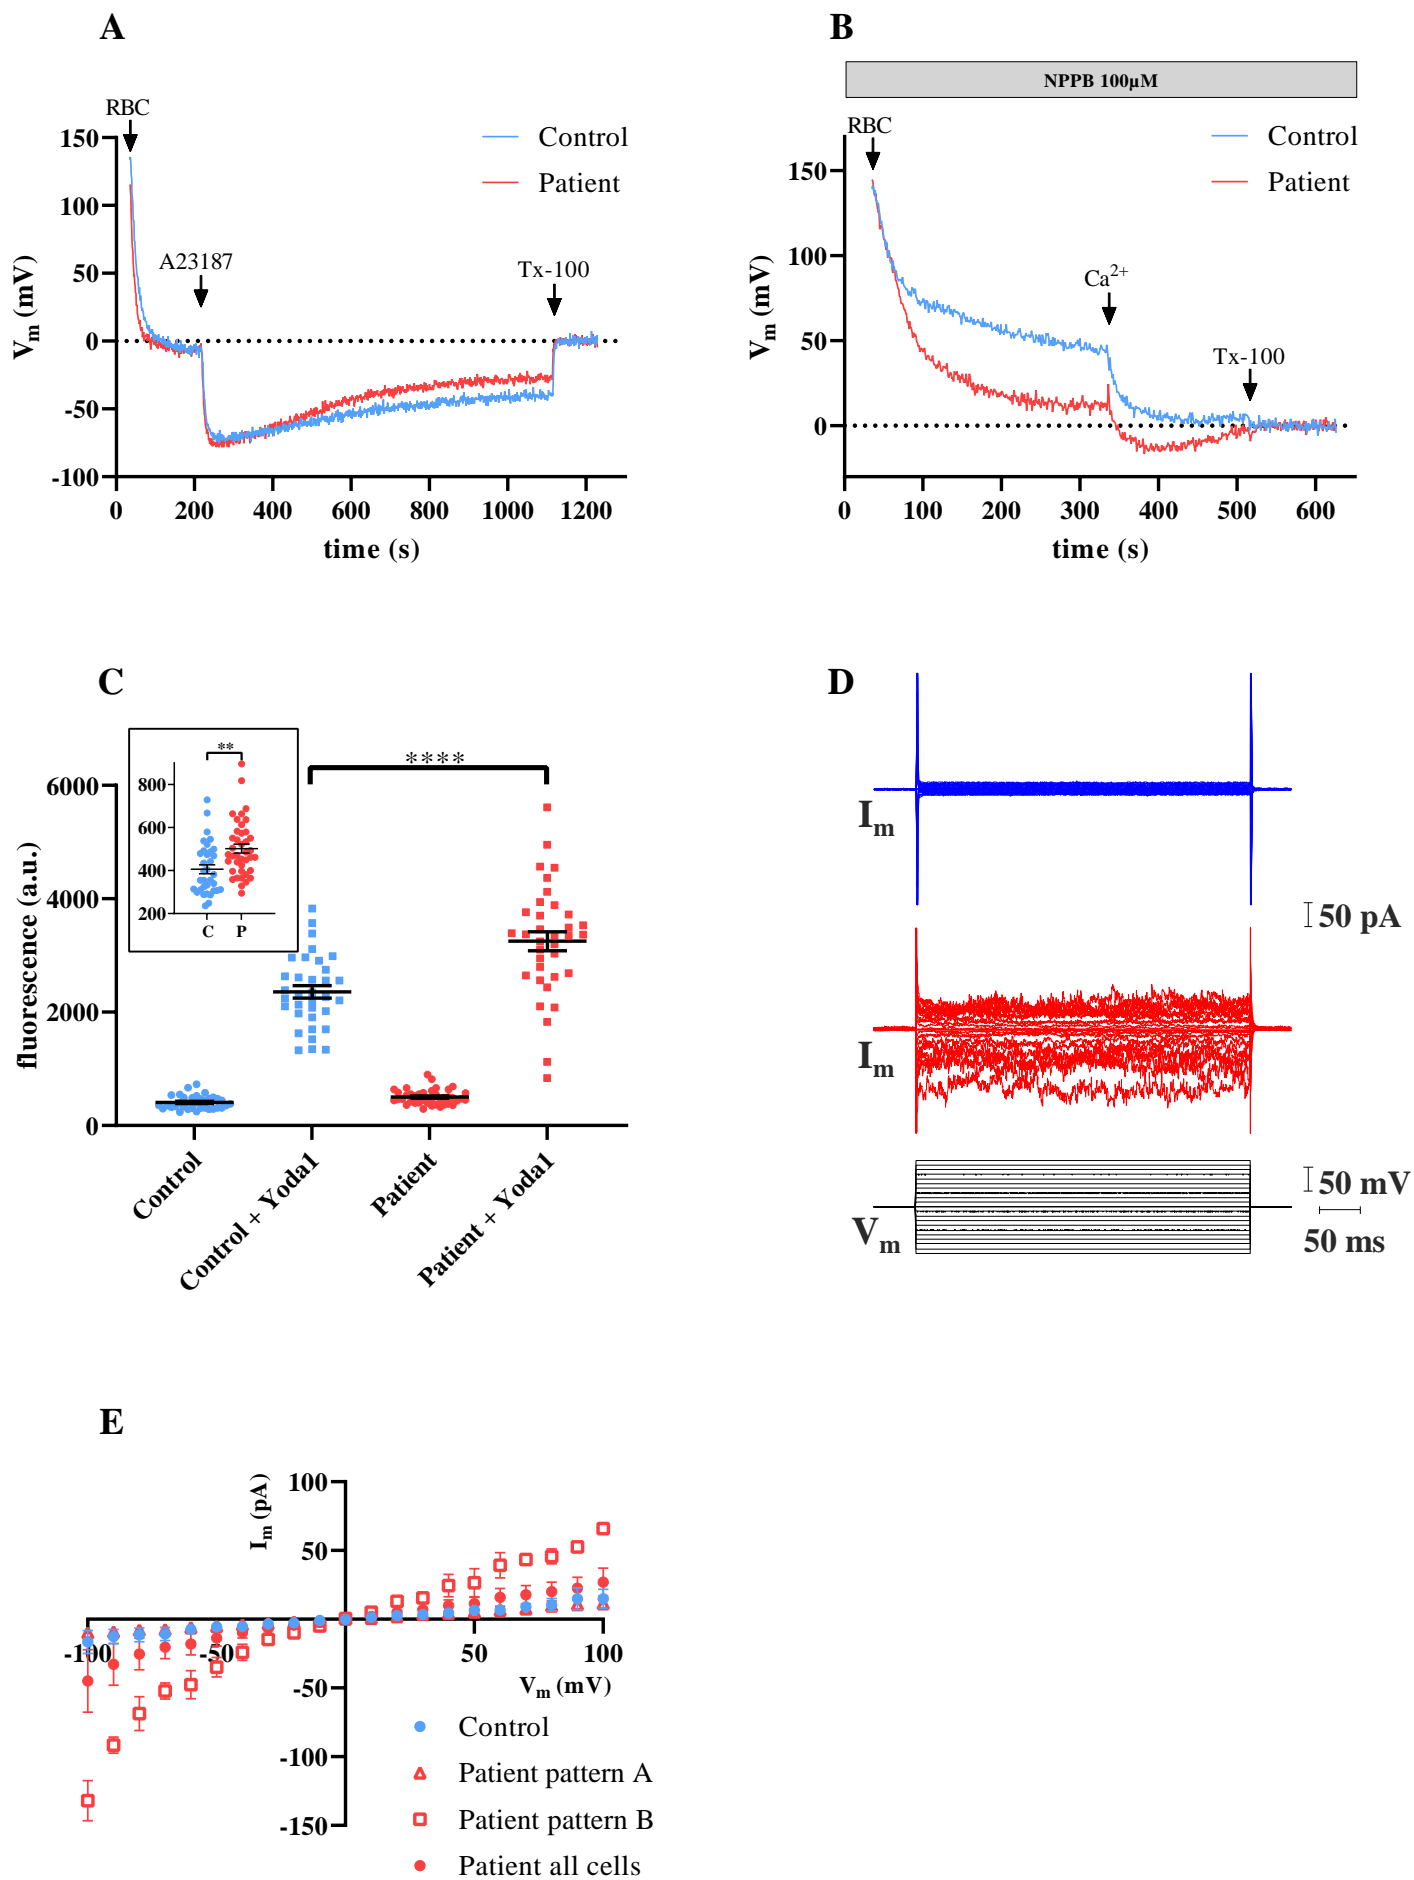 A
RBC
A23187
Tx-100
Control
Patient
Vm (mV)
150
100
50
0
-50
-100
0 200 400 600 800 1000 1200
time (s)
B
NPPB 100µM
RBC
Ca2+
Tx-100
Control
Patient
Vm (mV)
150
100
50
0
0 100 200 300 400 500 600
time (s)
C
fluorescence (a.u.)
6000
4000
2000
0
**
800
600
400
200
C P
****
Control
Control + Yoda1
Patient
Patient + Yoda1
D
Im
50 pA
Im
50 mV
Vm
50 ms
E
Im (pA)
100
50
-50
-100
-150
-100 -50 50 100
Vm (mV)
Control
Patient pattern A
Patient pattern B
Patient all cells